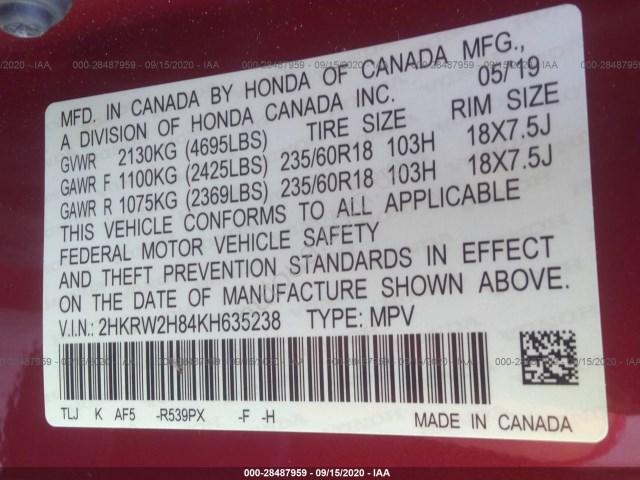 MFD. IN CANADA BY HONDA OF CANADA MFG., 05/19
A DIVISION OF HONDA CANADA INC.
GVWR 2130KG (4695LBS) TIRE SIZE RIM SIZE
GAWR F 1100KG (2425LBS) 235/60R18 103H 18X7.5J
GAWR R 1075KG (2369LBS) 235/60R18 103H 18X7.5J
THIS VEHICLE CONFORMS TO ALL APPLICABLE
FEDERAL MOTOR VEHICLE SAFETY
AND THEFT PREVENTION STANDARDS IN EFFECT
ON THE DATE OF MANUFACTURE SHOWN ABOVE.
V.I.N.: 2HKRW2H84KH635238 TYPE: MPV
TLJ K AF5 -R539PX -F -H
MADE IN CANADA
000-28487959 - 09/15/2020 - IAA